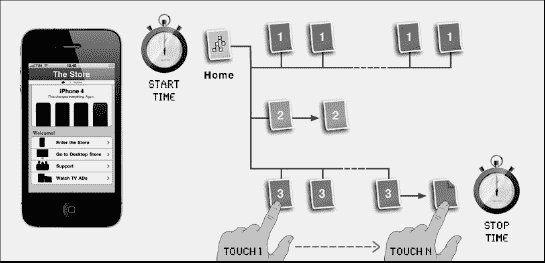 The Store
iPhone 4
This changes everything. Again.
Welcome!
Enter the Store
Go to Desktop Store
Support
Watch TV ADs
START
TIME
Home
1
1
1
1
2
2
3
3
3
TOUCH 1
TOUCH N
STOP
TIME